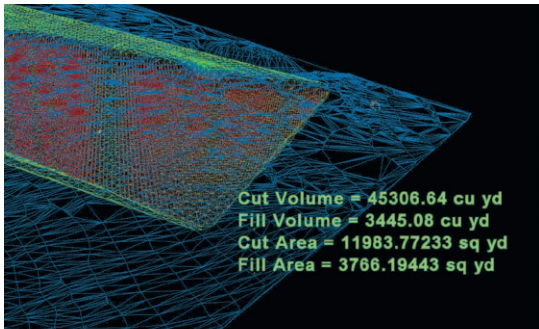 Cut Volume = 45306.64 cu yd
Fill Volume = 3445.08 cu yd
Cut Area = 11983.77233 sq yd
Fill Area = 3766.19443 sq yd